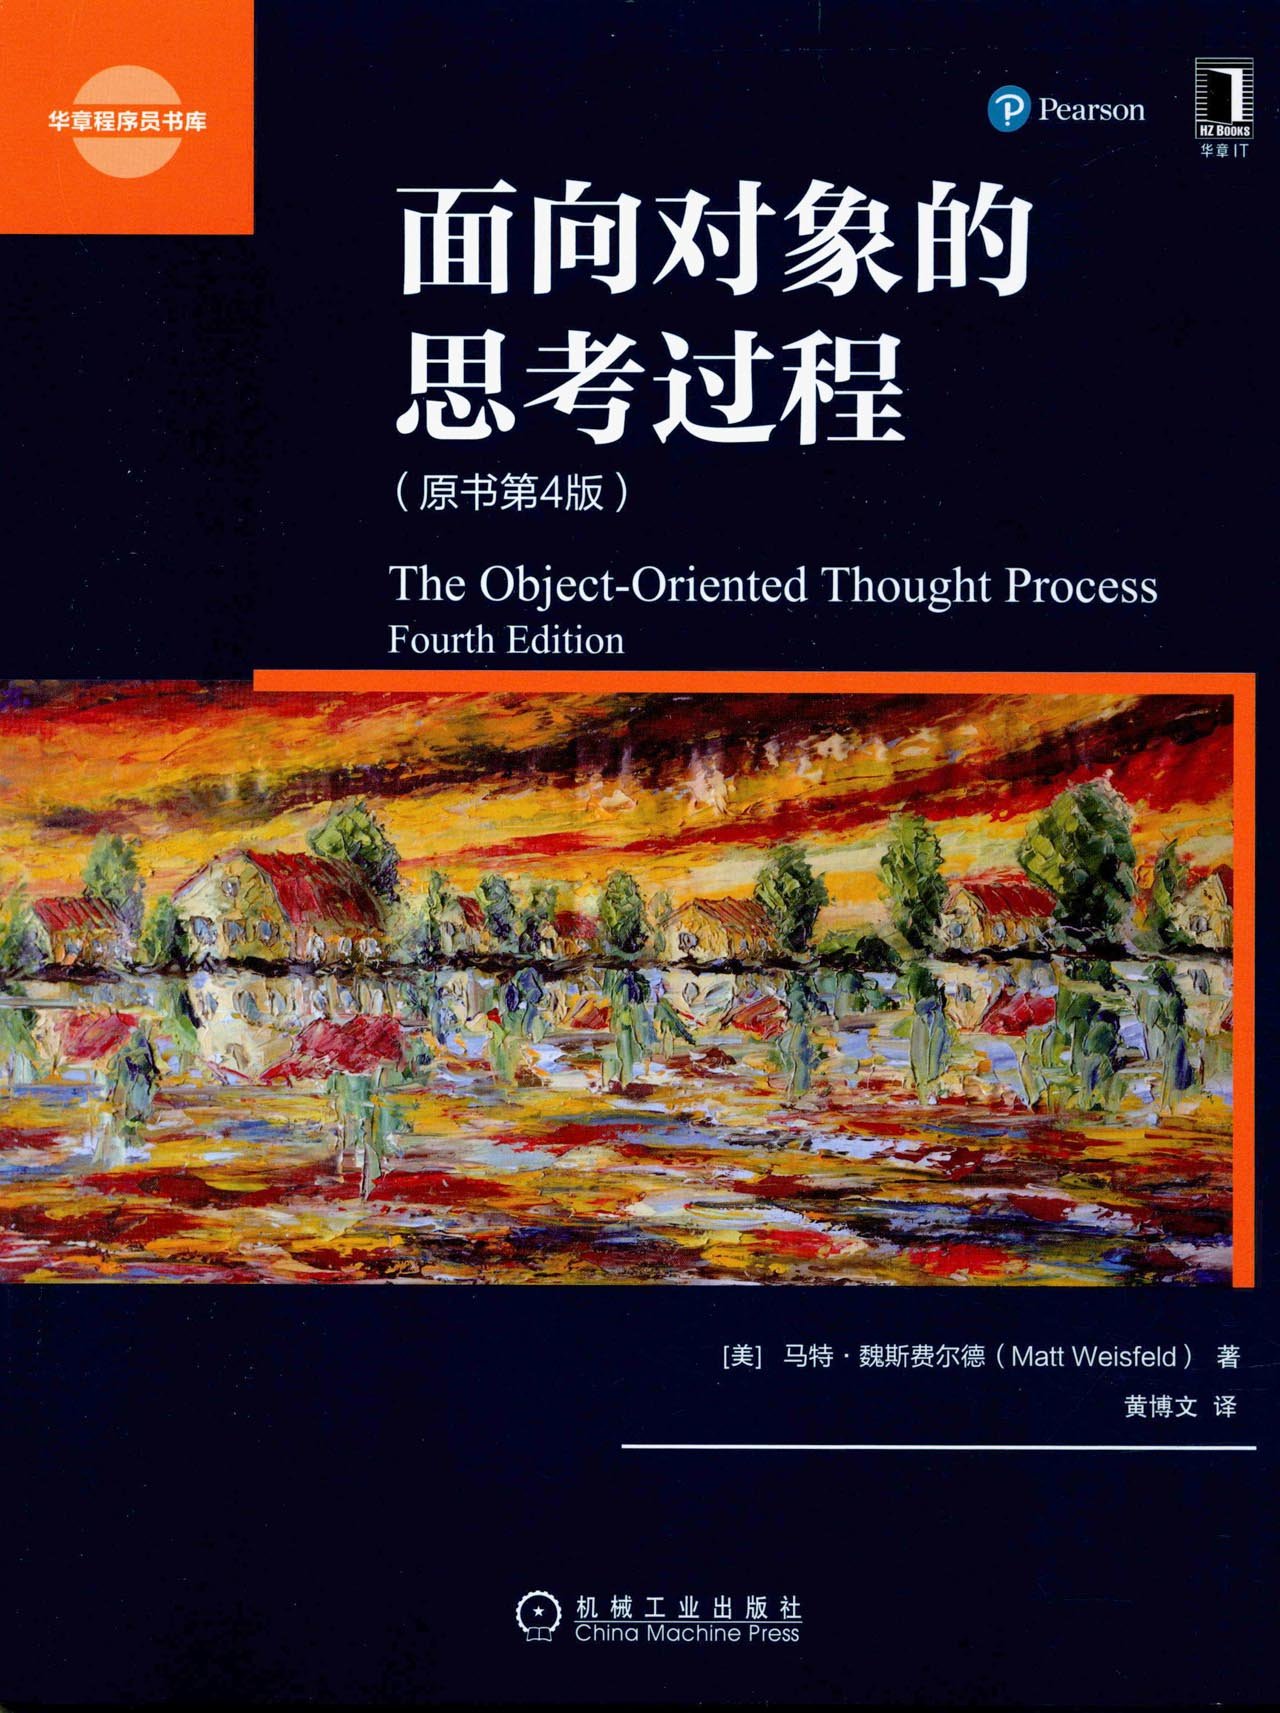 华章程序员书库
Pearson
HZ BOOKS
华章IT
面向对象的
思考过程
（原书第4版）
The Object-Oriented Thought Process
Fourth Edition
[美] 马特·魏斯费尔德（Matt Weisfeld） 著
黄博文 译
机械工业出版社
China Machine Press